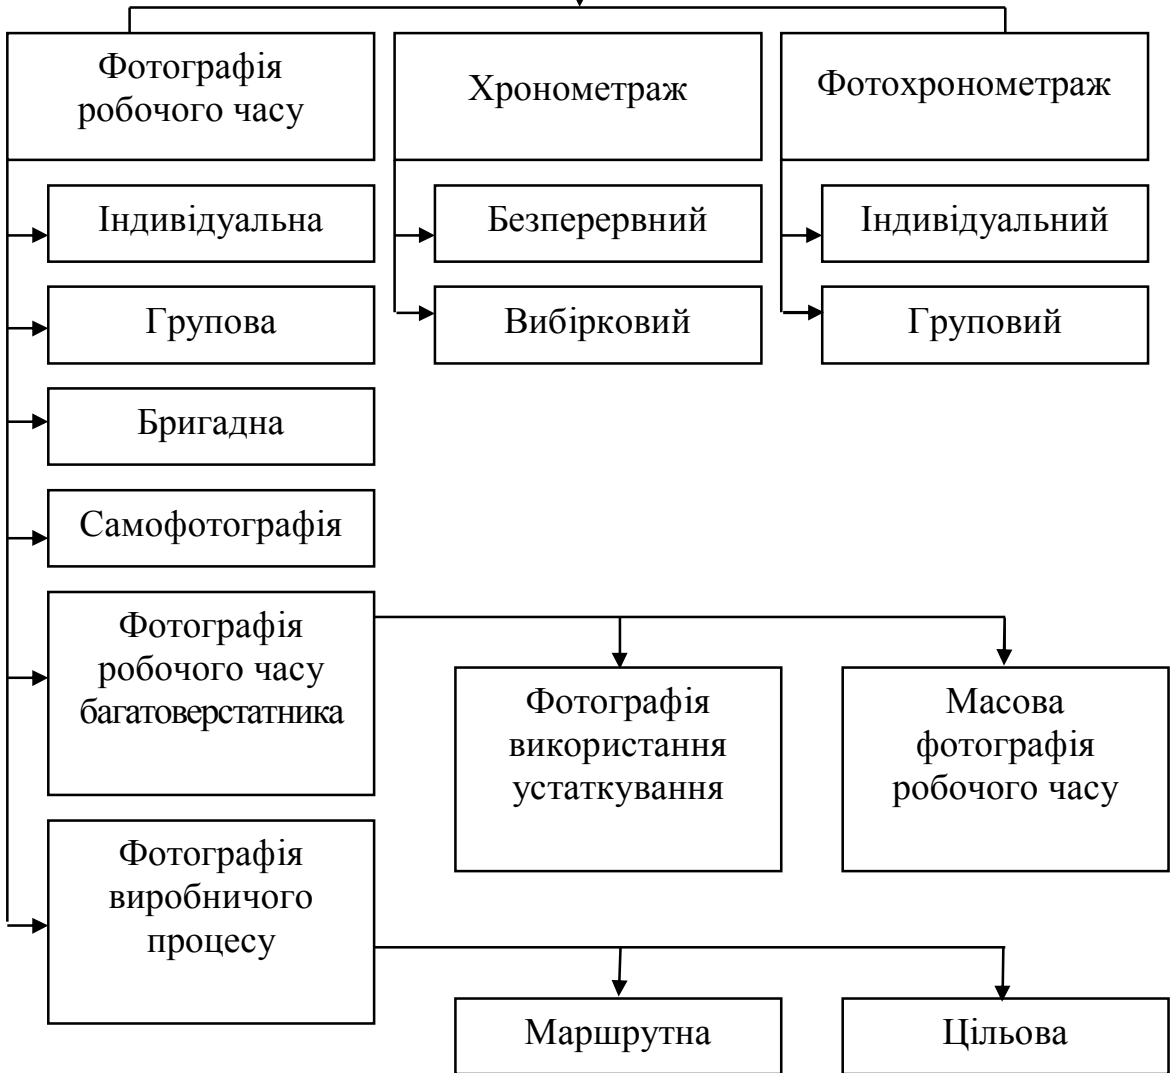 Фотографія
робочого часу
Хронометраж
Фотохронометраж
Індивідуальна
Безперервний
Індивідуальний
Групова
Вибірковий
Груповий
Бригадна
Самофотографія
Фотографія
робочого часу
багатоверстатника
Фотографія
використання
устаткування
Масова
фотографія
робочого часу
Фотографія
виробничого
процесу
Маршрутна
Цільова